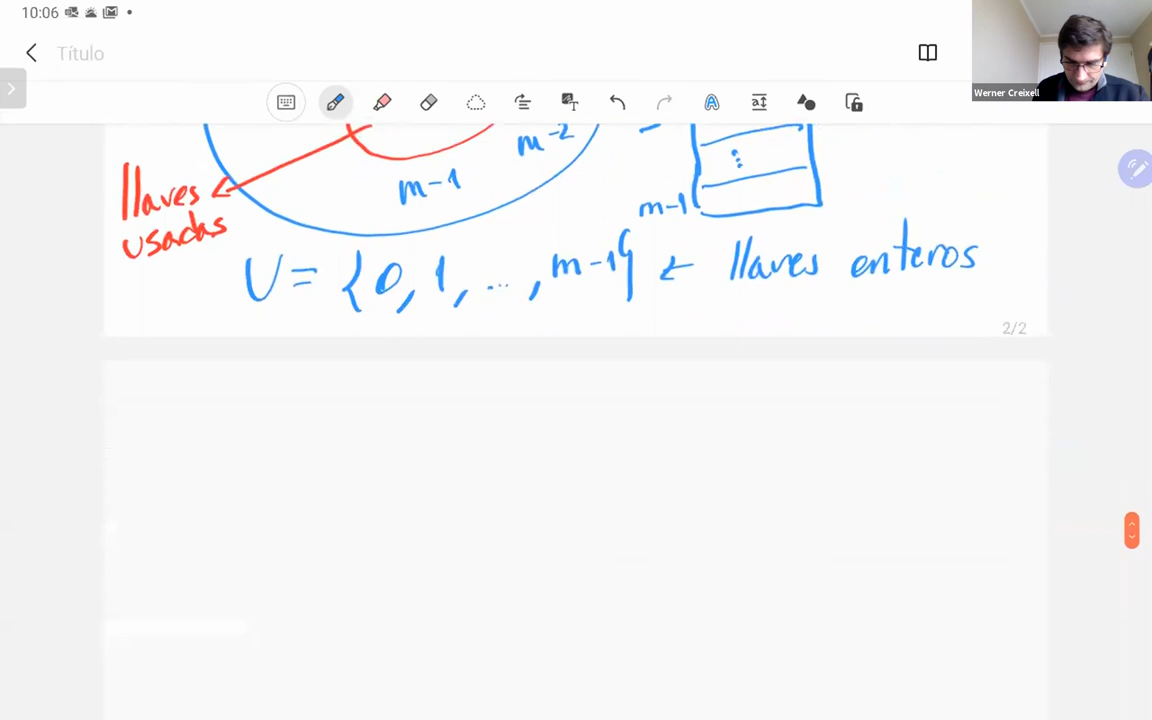 10:06
Título
Werner Creixell
m-2
m-1
m-1
llaves
usadas
U = {0, 1, ..., m-1} ← llaves enteros
2/2